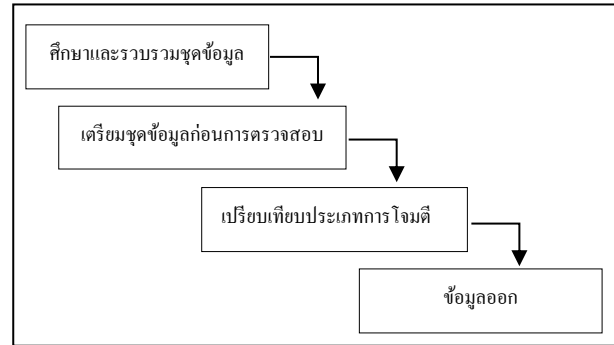 ศึกษาและรวบรวมชุดข้อมูล
เตรียมชุดข้อมูลก่อนการตรวจสอบ
เปรียบเทียบประเภทการโจมตี
ข้อมูลออก